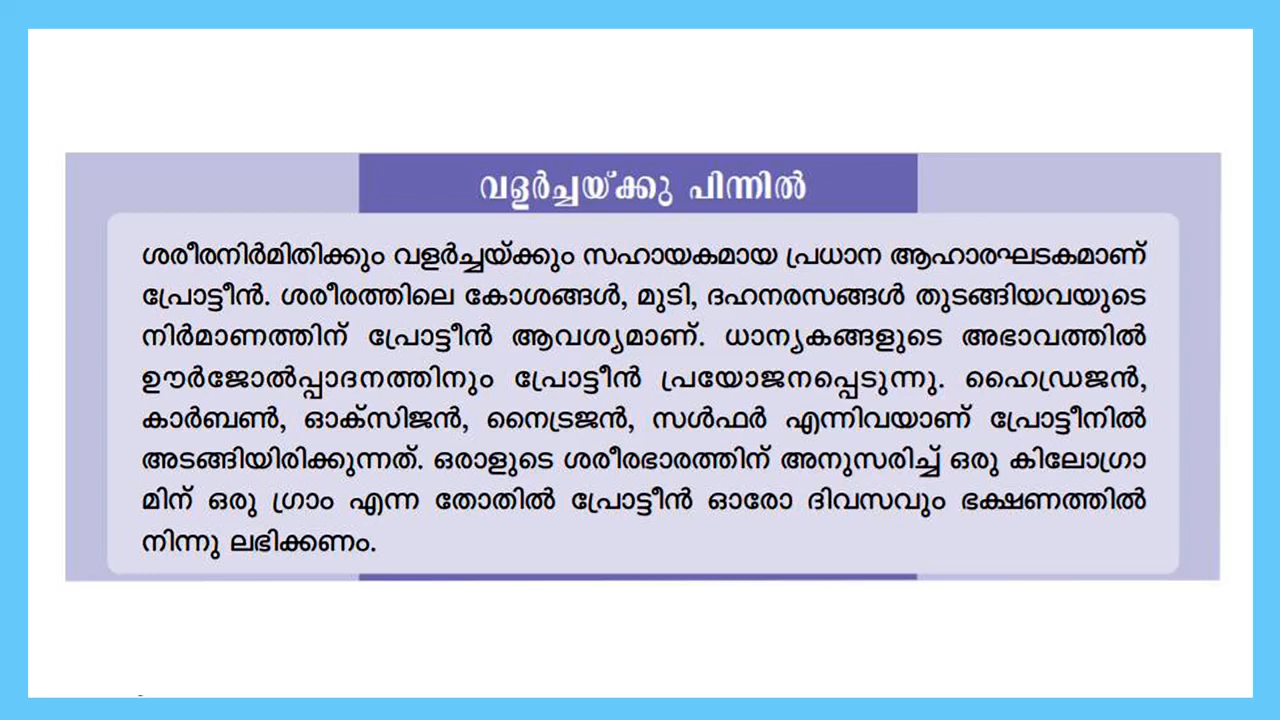 വളർച്ചയ്ക്കു പിന്നിൽ
ശരീരനിർമിതിക്കും വളർച്ചയ്ക്കും സഹായകമായ പ്രധാന ആഹാരഘടകമാണ്
പ്രോട്ടീൻ. ശരീരത്തിലെ കോശങ്ങൾ, മുടി, ദഹനരസങ്ങൾ തുടങ്ങിയവയുടെ
നിർമാണത്തിന് പ്രോട്ടീൻ ആവശ്യമാണ്. ധാന്യകങ്ങളുടെ അഭാവത്തിൽ
ഊർജോൽപ്പാദനത്തിനും പ്രോട്ടീൻ പ്രയോജനപ്പെടുന്നു. ഹൈഡ്രജൻ,
കാർബൺ, ഓക്സിജൻ, നൈട്രജൻ, സൾഫർ എന്നിവയാണ് പ്രോട്ടീനിൽ
അടങ്ങിയിരിക്കുന്നത്. ഒരാളുടെ ശരീരഭാരത്തിന് അനുസരിച്ച് ഒരു കിലോഗ്രാ
മിന് ഒരു ഗ്രാം എന്ന തോതിൽ പ്രോട്ടീൻ ഓരോ ദിവസവും ഭക്ഷണത്തിൽ
നിന്നു ലഭിക്കണം.